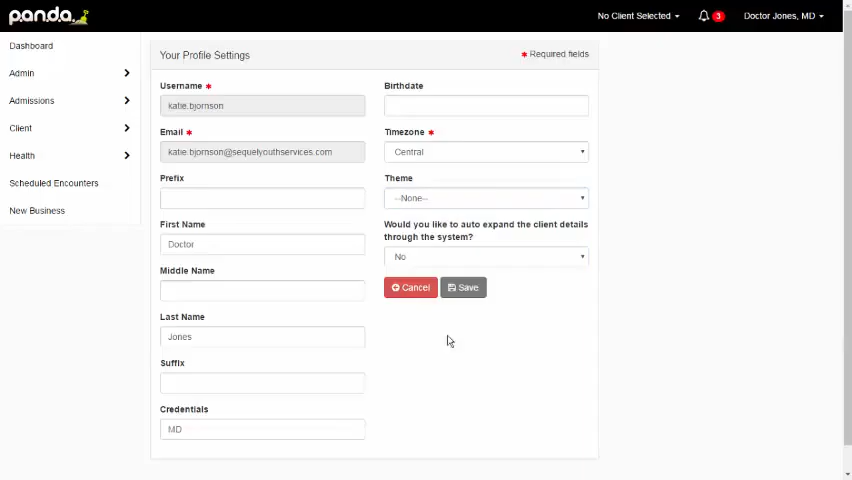 p.a.n.d.a.
No Client Selected
3
Doctor Jones, MD
Dashboard
Admin
Admissions
Client
Health
Scheduled Encounters
New Business
Your Profile Settings
* Required fields
Username *
katie.bjornson
Email *
katie.bjornson@sequelyouthservices.com
Prefix
First Name
Doctor
Middle Name
Last Name
Jones
Suffix
Credentials
MD
Birthdate
Timezone *
Central
Theme
--None--
Would you like to auto expand the client details
through the system?
No
Cancel
Save